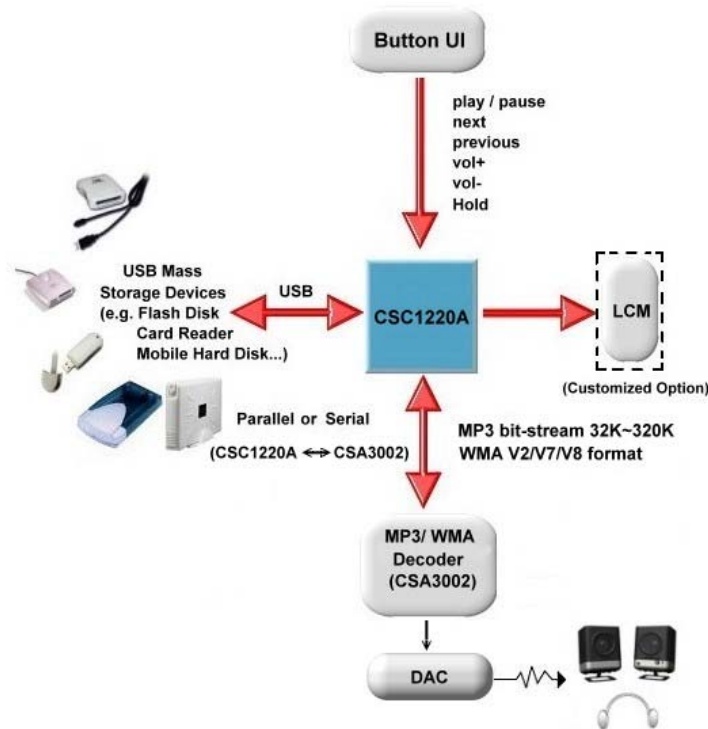 Button UI
play / pause
next
previous
vol+
vol-
Hold
USB Mass
Storage Devices
(e.g. Flash Disk
Card Reader
Mobile Hard Disk...)
USB
CSC1220A
LCM
(Customized Option)
Parallel or Serial
(CSC1220A ↔ CSA3002)
MP3 bit-stream 32K~320K
WMA V2/V7/V8 format
MP3/ WMA
Decoder
(CSA3002)
DAC